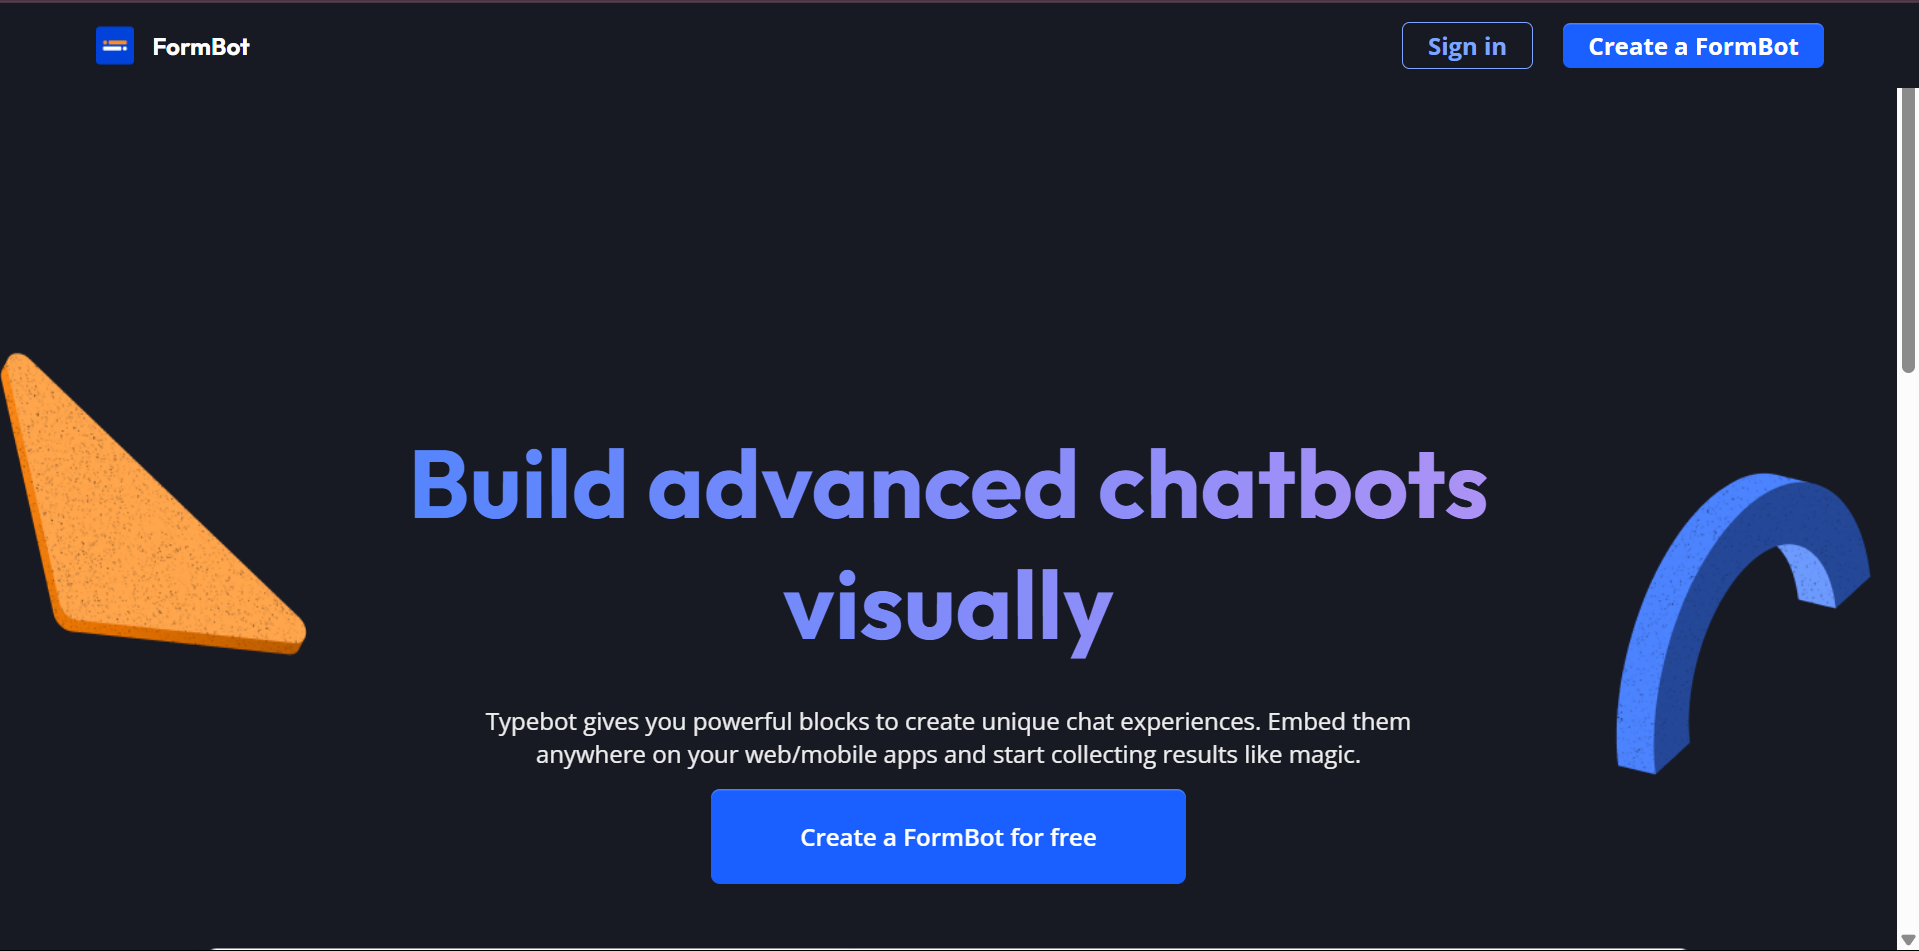 FormBot
Sign in
Create a FormBot
Build advanced chatbots
visually
Typebot gives you powerful blocks to create unique chat experiences. Embed them
anywhere on your web/mobile apps and start collecting results like magic.
Create a FormBot for free